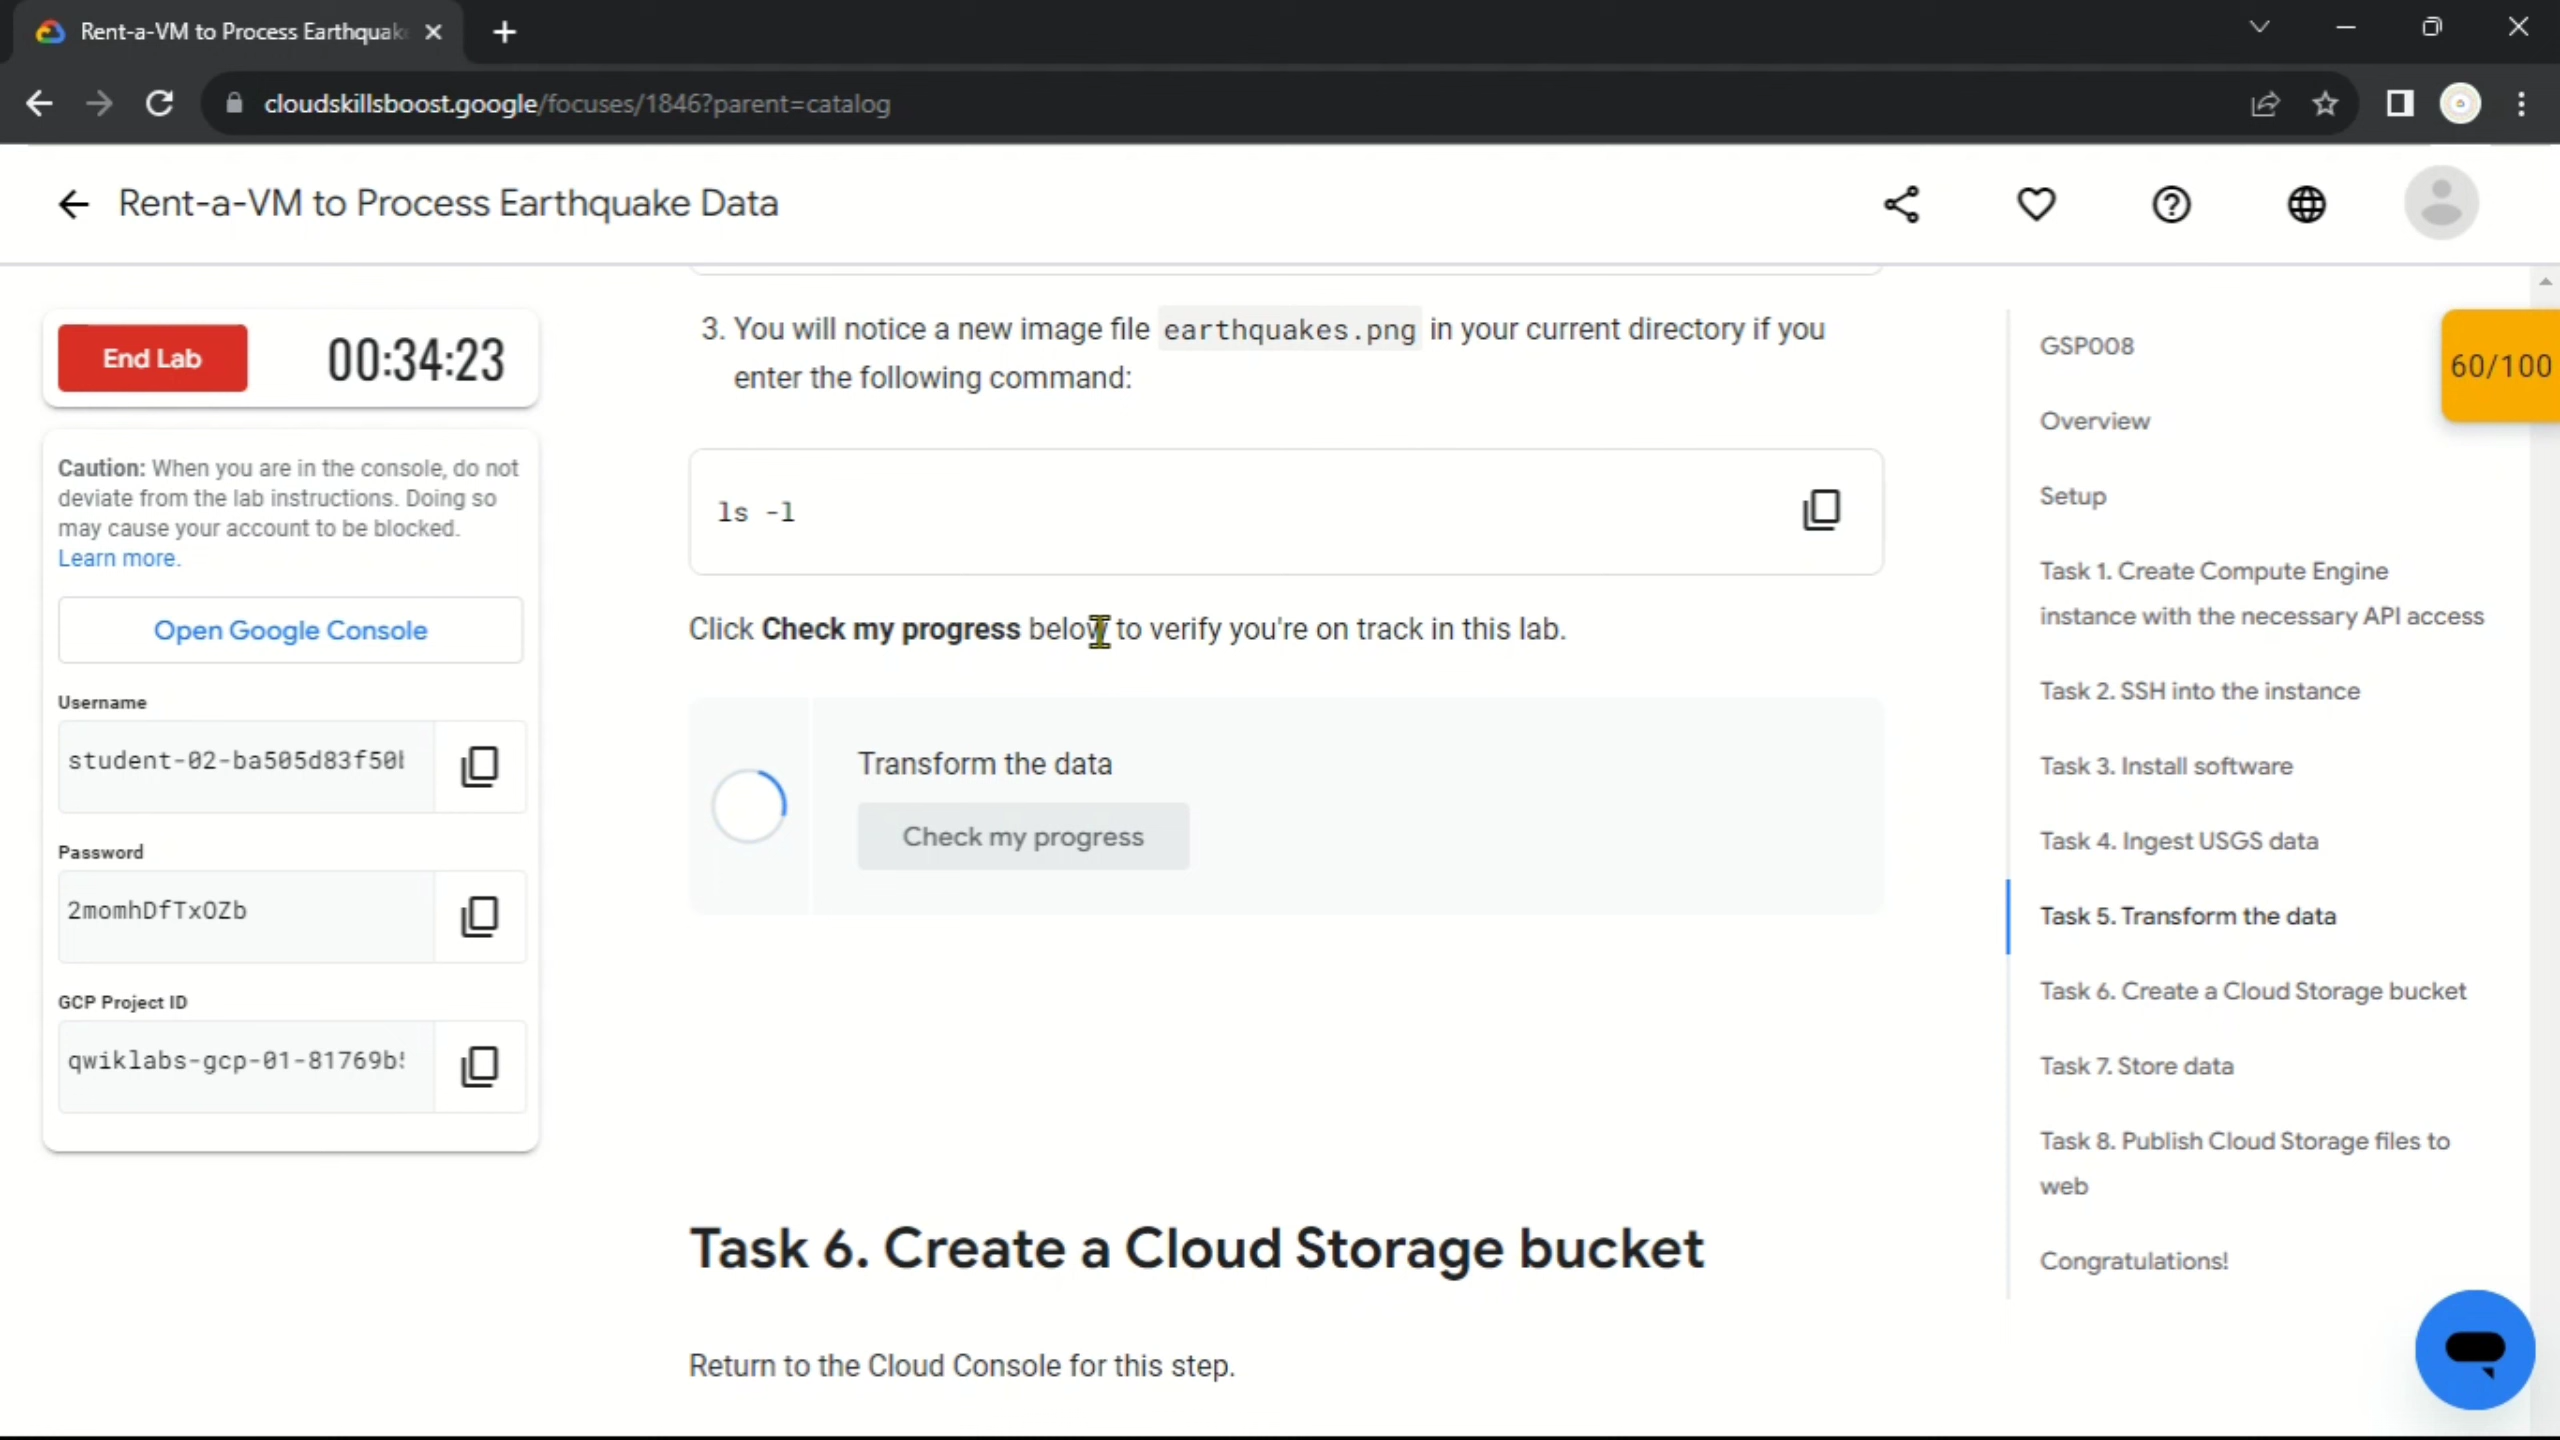 Rent-a-VM to Process Earthquak
cloudskillsboost.google/focuses/1846?parent=catalog
Rent-a-VM to Process Earthquake Data
End Lab
00:34:23
Caution: When you are in the console, do not
deviate from the lab instructions. Doing so
may cause your account to be blocked.
Learn more.
Open Google Console
Username
student-02-ba505d83f50
Password
2momhDfTxOZb
GCP Project ID
qwiklabs-gcp-01-81769b
3. You will notice a new image file earthquakes.png in your current directory if you
enter the following command:
ls -l
Click Check my progress below to verify you're on track in this lab.
Transform the data
Check my progress
Task 6. Create a Cloud Storage bucket
Return to the Cloud Console for this step.
GSP008
Overview
Setup
Task 1. Create Compute Engine
instance with the necessary API access
Task 2. SSH into the instance
Task 3. Install software
Task 4. Ingest USGS data
Task 5. Transform the data
Task 6. Create a Cloud Storage bucket
Task 7. Store data
Task 8. Publish Cloud Storage files to
web
Congratulations!
60/100